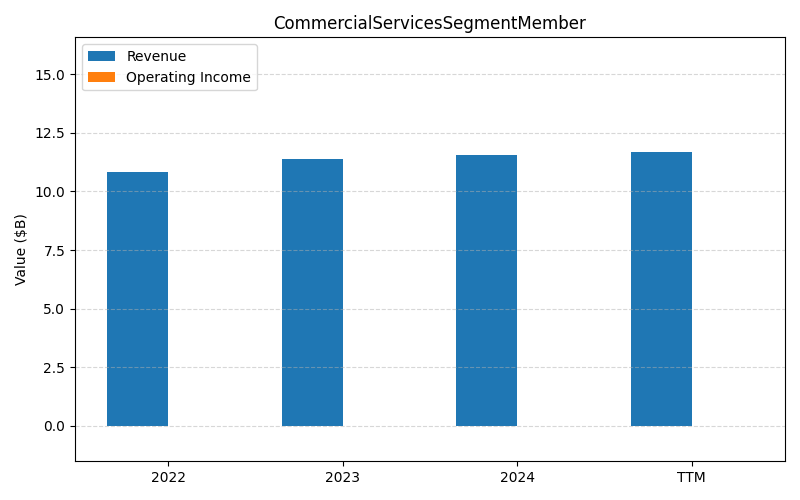 CommercialServicesSegmentMember
Revenue
Operating Income
Value ($B)
15.0
12.5
10.0
7.5
5.0
2.5
0.0
2022
2023
2024
TTM